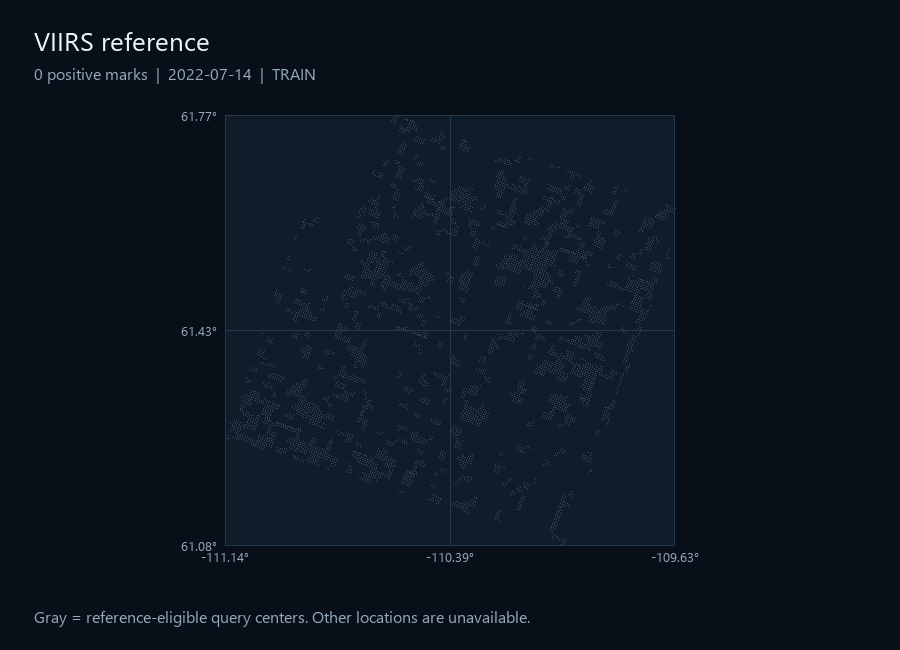 VIIRS reference
0 positive marks | 2022-07-14 | TRAIN
61.77°
61.43°
61.08°
-111.14°
-110.39°
-109.63°
Gray = reference-eligible query centers. Other locations are unavailable.